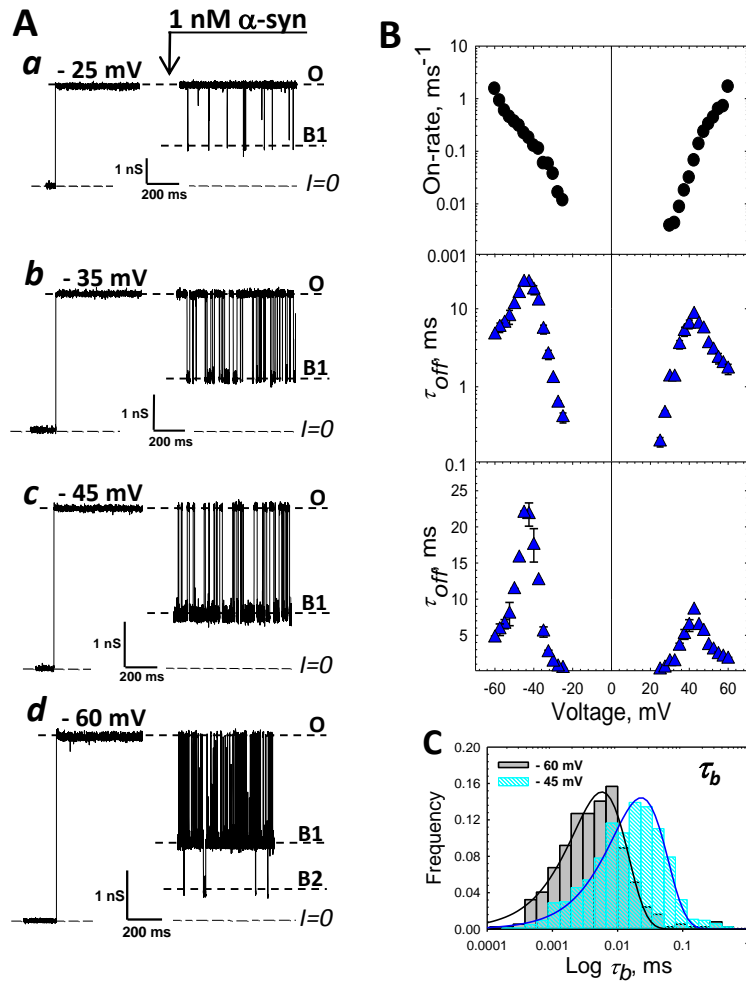 A
1 nM α-syn
a
- 25 mV
O
B1
1 nS
200 ms
I=0
b
- 35 mV
O
B1
1 nS
200 ms
I=0
c
- 45 mV
O
B1
1 nS
200 ms
I=0
d
- 60 mV
O
B1
B2
1 nS
200 ms
I=0
B
On-rate, ms⁻¹
10
1
0.1
0.01
0.001
τoff, ms
10
1
0.1
τoff, ms
25
20
15
10
5
-60 -40 -20 0 20 40 60
Voltage, mV
C
- 60 mV
- 45 mV
τb
Frequency
0.20
0.16
0.12
0.08
0.04
0.00
0.0001 0.001 0.01 0.1
Log τb, ms